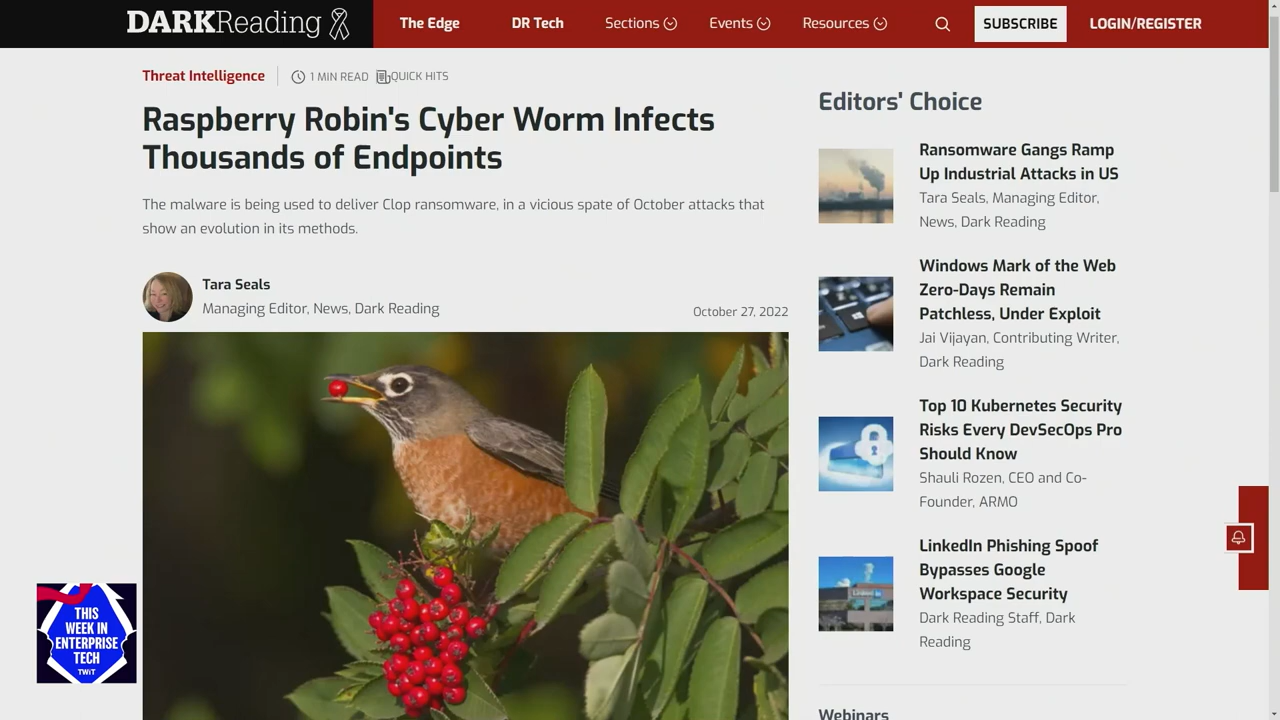 DARKReading
The Edge
DR Tech
Sections
Events
Resources
SUBSCRIBE
LOGIN/REGISTER
Threat Intelligence
1 MIN READ
QUICK HITS
Raspberry Robin's Cyber Worm Infects
Thousands of Endpoints
The malware is being used to deliver Clop ransomware, in a vicious spate of October attacks that
show an evolution in its methods.
Tara Seals
Managing Editor, News, Dark Reading
October 27, 2022
Editors' Choice
Ransomware Gangs Ramp
Up Industrial Attacks in US
Tara Seals, Managing Editor,
News, Dark Reading
Windows Mark of the Web
Zero-Days Remain
Patchless, Under Exploit
Jai Vijayan, Contributing Writer,
Dark Reading
Top 10 Kubernetes Security
Risks Every DevSecOps Pro
Should Know
Shauli Rozen, CEO and Co-
Founder, ARMO
LinkedIn Phishing Spoof
Bypasses Google
Workspace Security
Dark Reading Staff, Dark
Reading
Webinars
THIS
WEEK IN
ENTERPRISE
TECH
TWiT